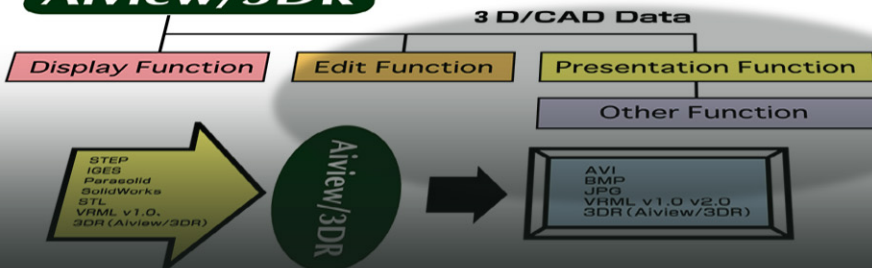 Aiview/3DR
3D/CAD Data
Display Function
Edit Function
Presentation Function
Other Function
STEP
IGES
Parasolid
SolidWorks
STL
VRML v1.0.
3DR(Aiview/3DR)
Aiview/3DR
AVI
BMP
JPG
VRML v1.0 v2.0
3DR(Aiview/3DR)